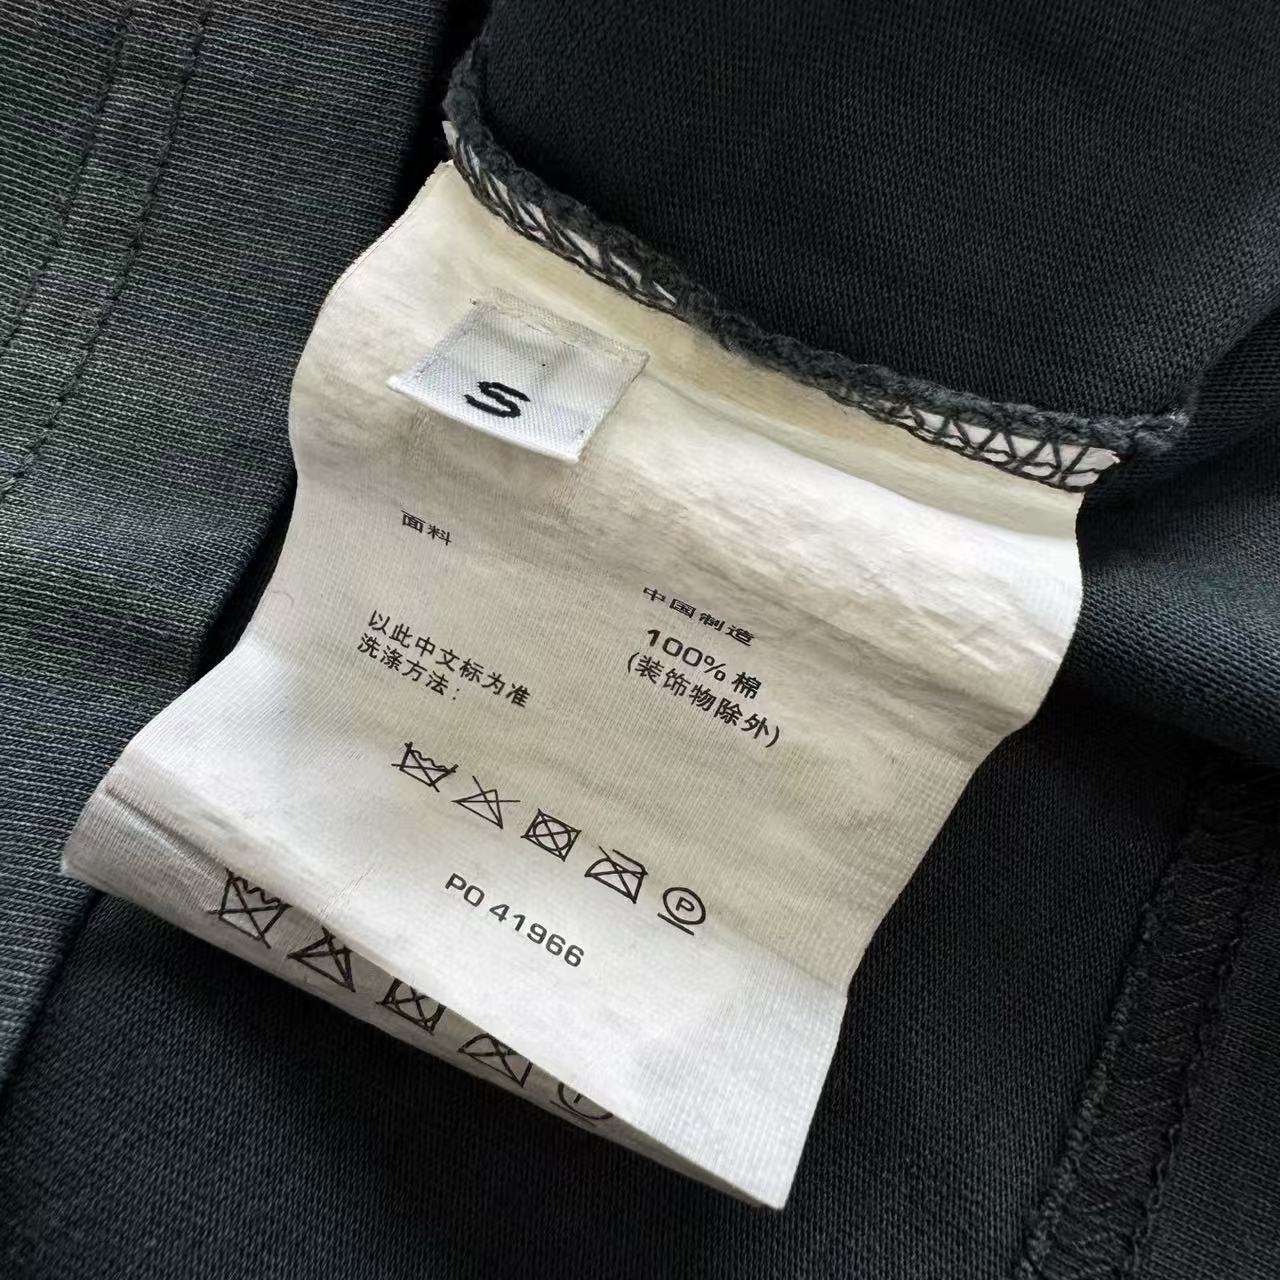 S
面料
中国制造
100% 棉
(装饰物除外)
以此中文标为准
洗涤方法:
P
PO 41966